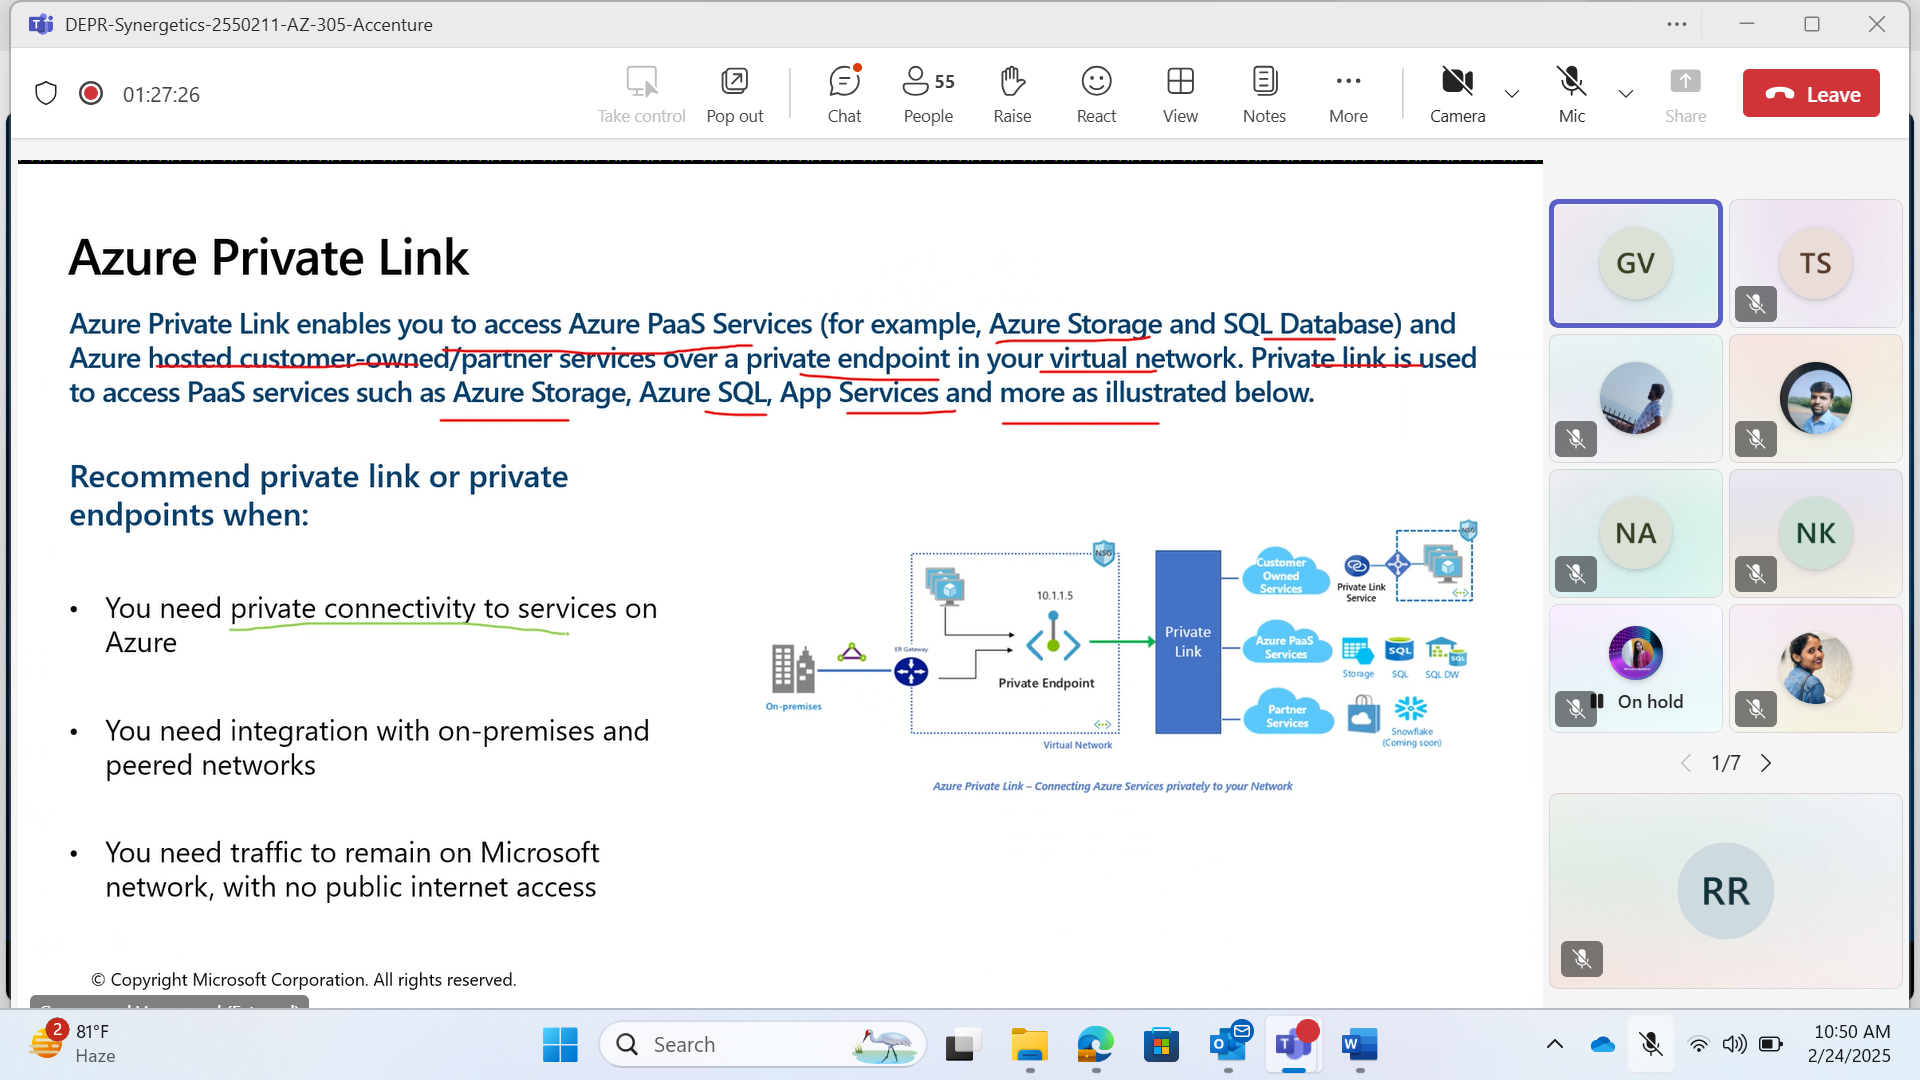 DEPR-Synergetics-2550211-AZ-305-Accenture
01:27:26
Take control
Pop out
Chat
55
People
Raise
React
View
Notes
More
Camera
Mic
Share
Leave
Azure Private Link
Azure Private Link enables you to access Azure PaaS Services (for example, Azure Storage and SQL Database) and
Azure hosted customer-owned/partner services over a private endpoint in your virtual network. Private link is used
to access PaaS services such as Azure Storage, Azure SQL, App Services and more as illustrated below.
Recommend private link or private
endpoints when:
• You need private connectivity to services on
Azure
• You need integration with on-premises and
peered networks
• You need traffic to remain on Microsoft
network, with no public internet access
On-premises
ER Gateway
NSG
10.1.1.5
Private Endpoint
Virtual Network
Private
Link
Customer
Owned
Services
Private Link
Service
NSG
Azure PaaS
Services
Storage
SQL
SQL
SQL
SQL DW
Partner
Services
Snowflake
(Coming soon)
Azure Private Link – Connecting Azure Services privately to your Network
© Copyright Microsoft Corporation. All rights reserved.
GV
TS
NA
NK
On hold
1/7
RR
2
81°F
Haze
Search
10:50 AM
2/24/2025